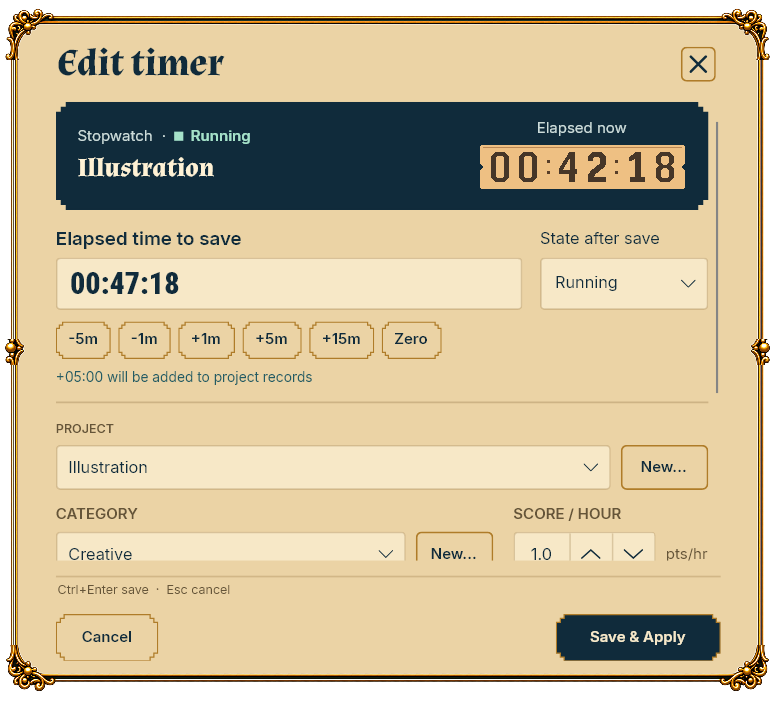 Edit timer
Stopwatch · Running
Elapsed now
Illustration
00:42:18
Elapsed time to save
State after save
00:47:18
Running
-5m -1m +1m +5m +15m Zero
+05:00 will be added to project records
PROJECT
Illustration
New...
CATEGORY
SCORE / HOUR
Creative
New...
1.0
pts/hr
Ctrl+Enter save · Esc cancel
Cancel
Save & Apply